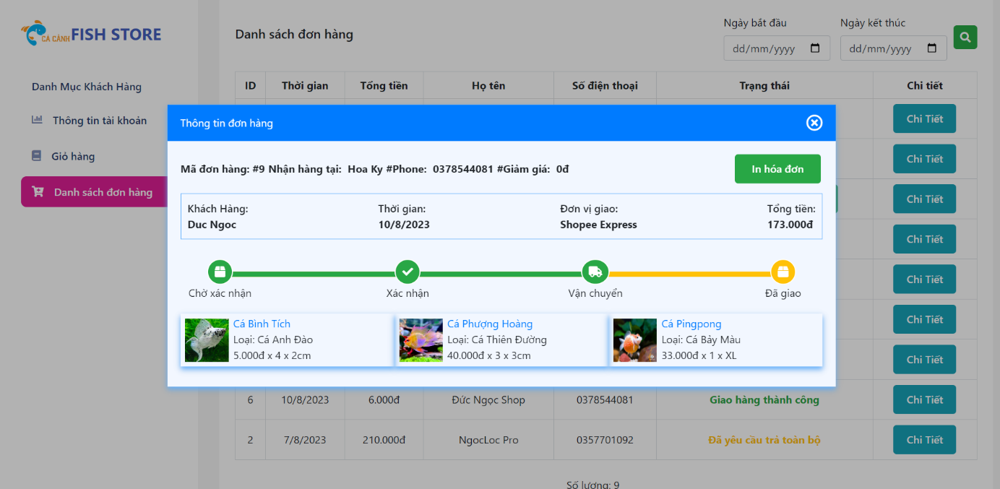 CÁ CẢNH FISH STORE
Danh Mục Khách Hàng
Thông tin tài khoản
Giỏ hàng
Danh sách đơn hàng
Danh sách đơn hàng
Ngày bắt đầu
Ngày kết thúc
dd/mm/yyyy
dd/mm/yyyy
ID Thời gian Tổng tiền Họ tên Số điện thoại Trạng thái Chi tiết
Chi Tiết
Chi Tiết
Chi Tiết
Chi Tiết
Chi Tiết
Chi Tiết
Chi Tiết
Thông tin đơn hàng
Mã đơn hàng: #9 Nhận hàng tại: Hoa Ky #Phone: 0378544081 #Giảm giá: 0đ
In hóa đơn
Khách Hàng: Thời gian: Đơn vị giao: Tổng tiền:
Duc Ngoc 10/8/2023 Shopee Express 173.000đ
Chờ xác nhận Xác nhận Vận chuyển Đã giao
Cá Bình Tích
Loại: Cá Anh Đào
5.000đ x 4 x 2cm
Cá Phượng Hoàng
Loại: Cá Thiên Đường
40.000đ x 3 x 3cm
Cá Pingpong
Loại: Cá Bảy Màu
33.000đ x 1 x XL
6 10/8/2023 6.000đ Đức Ngọc Shop 0378544081 Giao hàng thành công Chi Tiết
2 7/8/2023 210.000đ NgocLoc Pro 0357701092 Đã yêu cầu trả toàn bộ Chi Tiết
Số lượng: 9